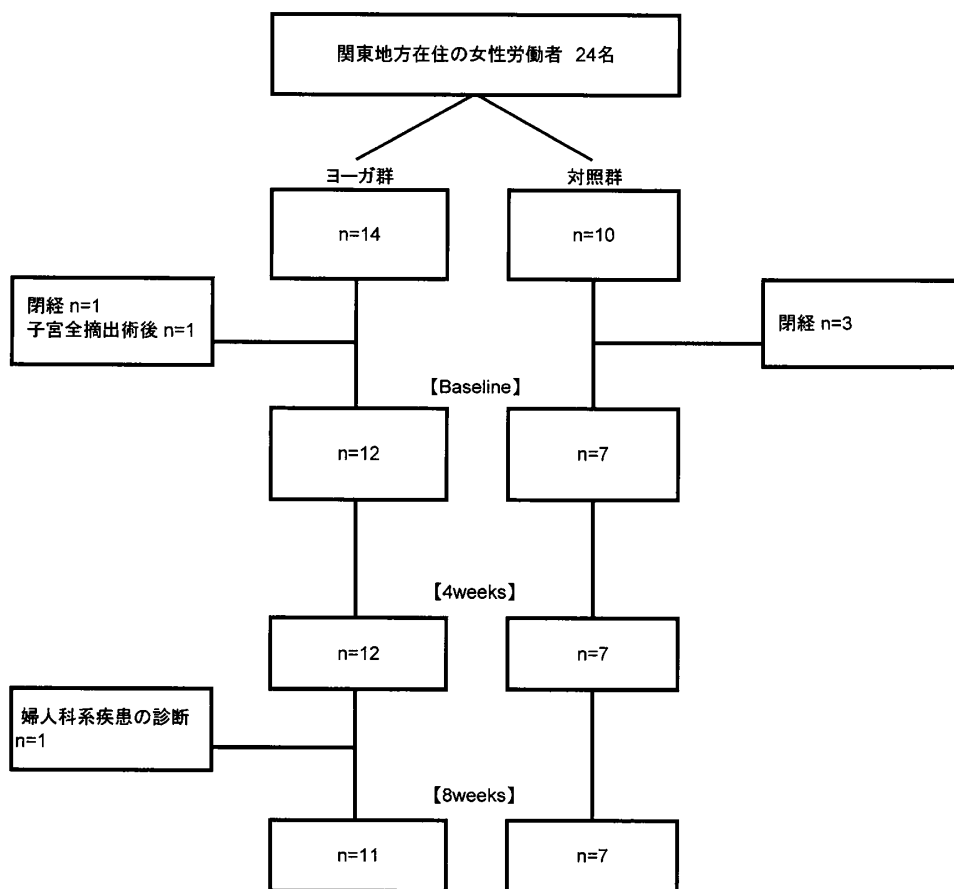 関東地方在住の女性労働者 24名
ヨーガ群
対照群
n=14
n=10
閉経 n=1
子宮全摘出術後 n=1
閉経 n=3
【Baseline】
n=12
n=7
【4weeks】
n=12
n=7
婦人科系疾患の診断
n=1
【8weeks】
n=11
n=7